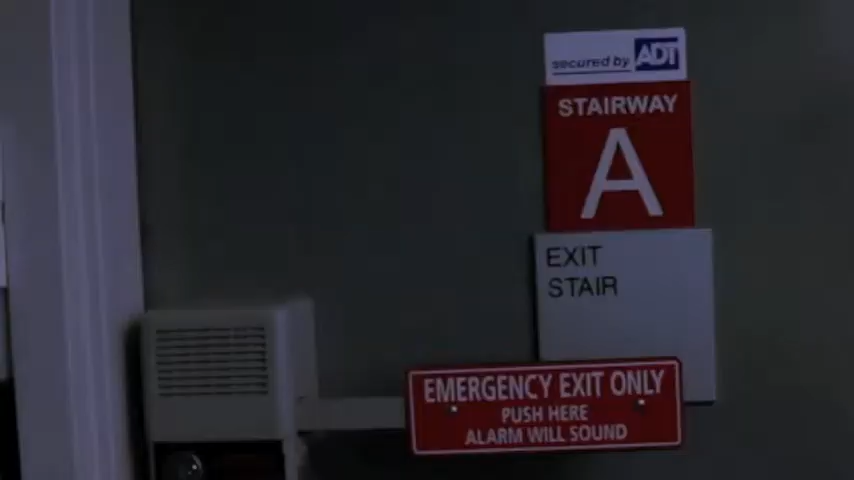 secured by ADT
STAIRWAY
A
EXIT
STAIR
EMERGENCY EXIT ONLY
PUSH HERE
ALARM WILL SOUND